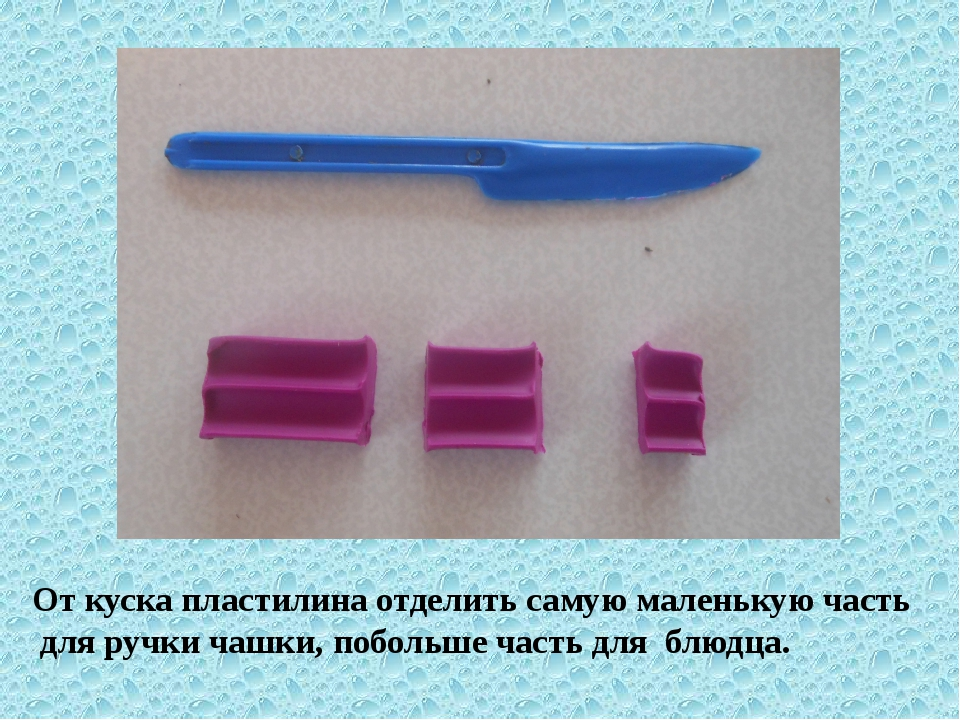 От куска пластилина отделить самую маленькую часть
для ручки чашки, побольше часть для  блюдца.